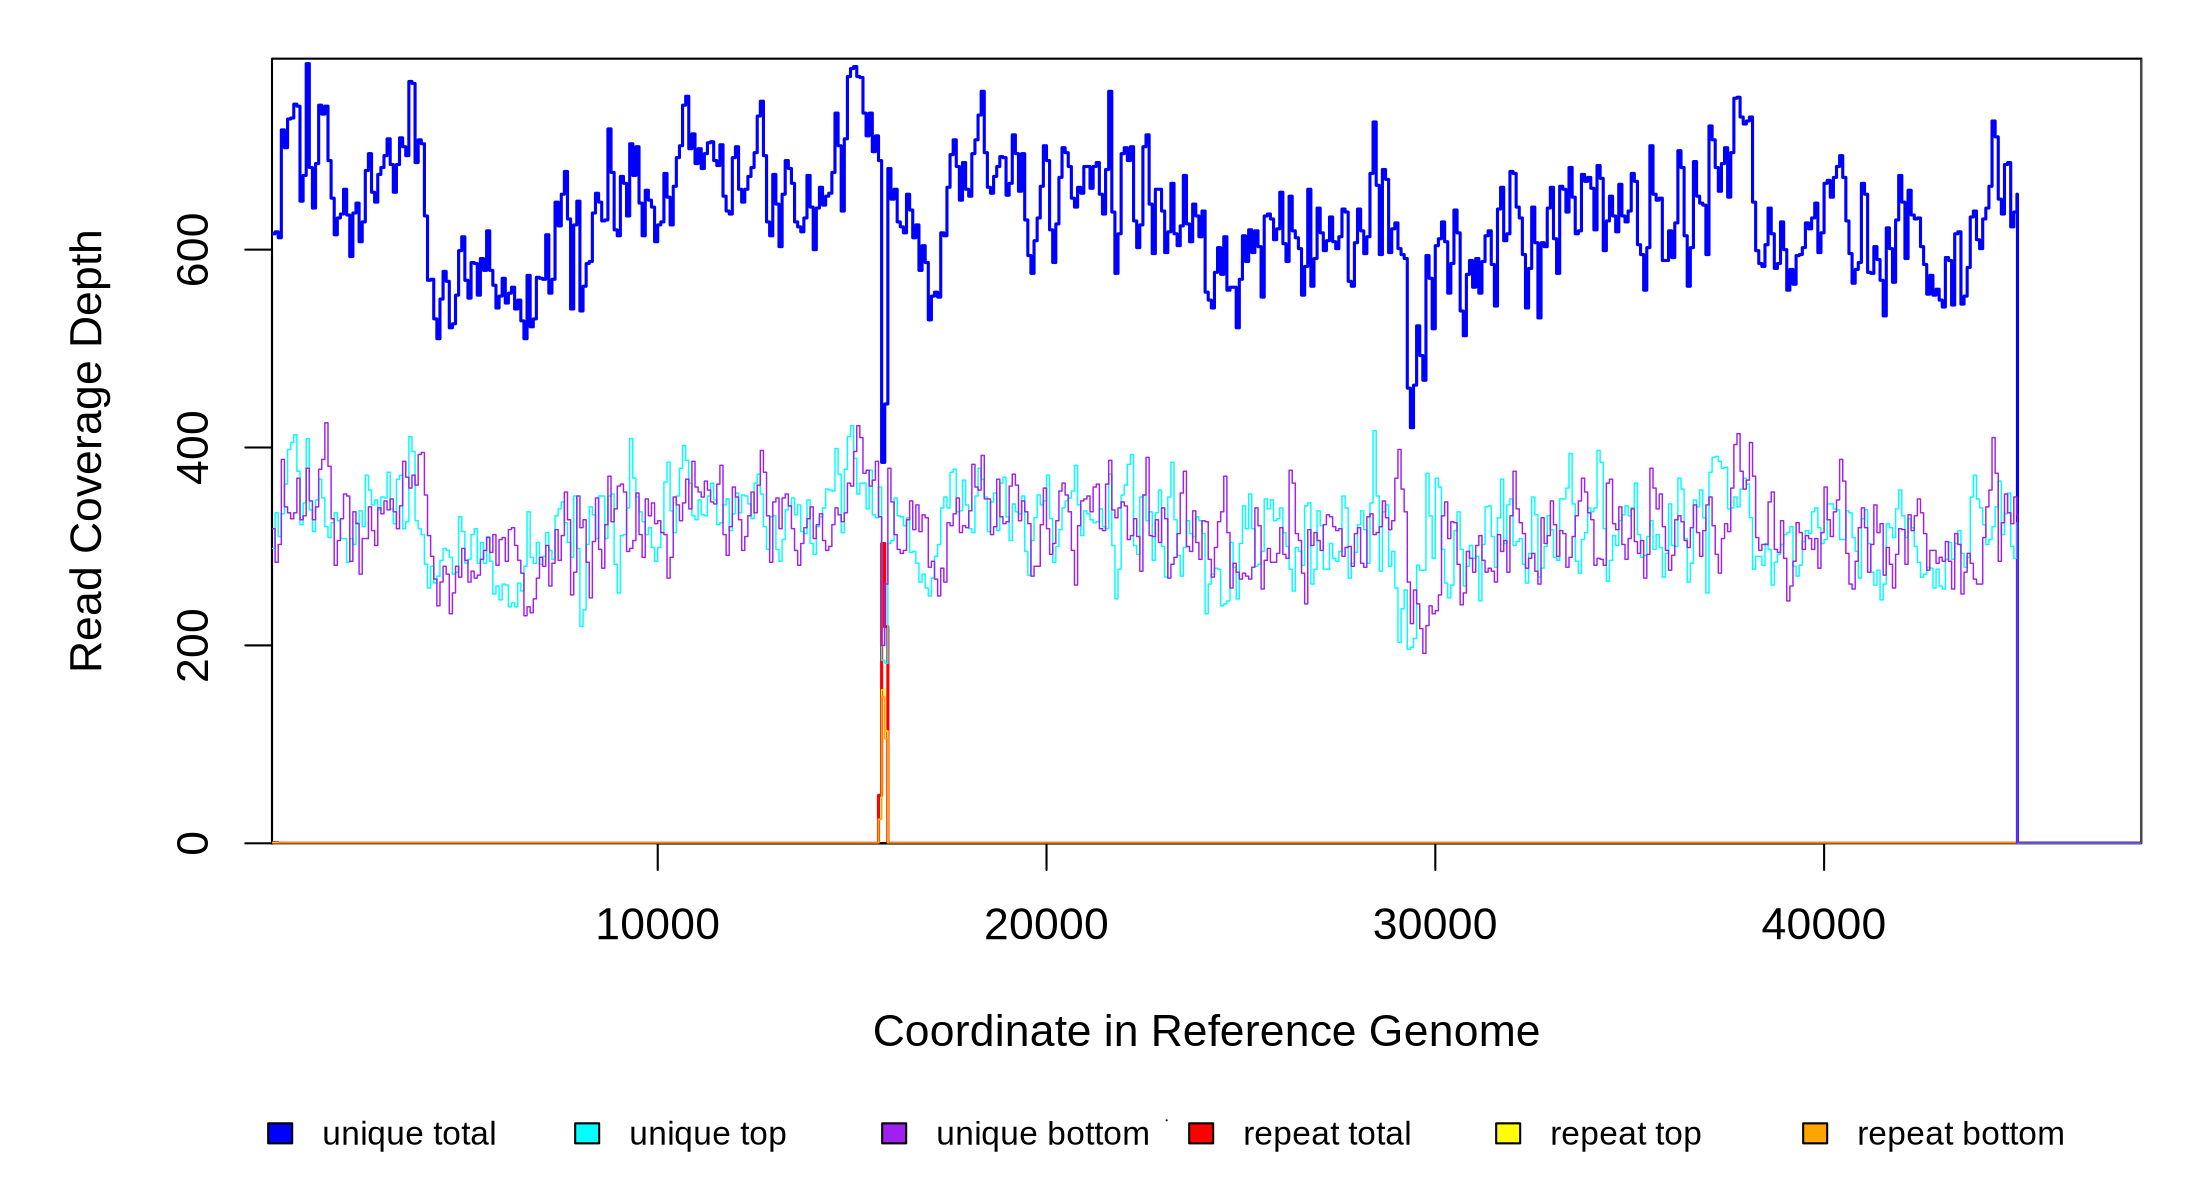 Read Coverage Depth
600
400
200
0
10000 20000 30000 40000
Coordinate in Reference Genome
unique total unique top unique bottom repeat total repeat top repeat bottom